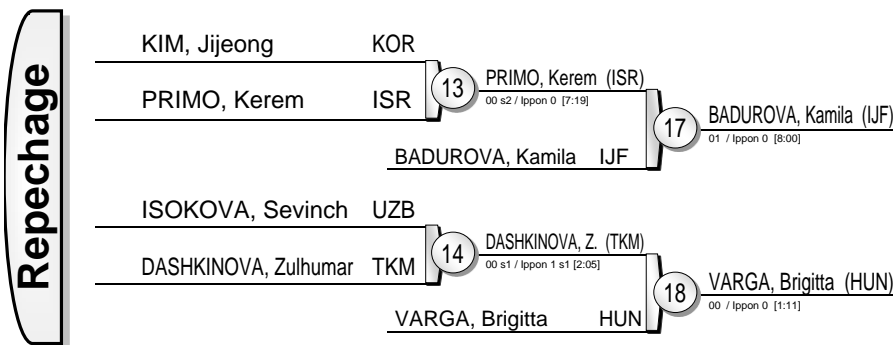 Repechage
KIM, Jijeong KOR
PRIMO, Kerem ISR
13
PRIMO, Kerem (ISR)
00 s2 / Ippon 0 [7:19]
BADUROVA, Kamila IJF
17
BADUROVA, Kamila (IJF)
01 / Ippon 0 [8:00]
ISOKOVA, Sevinch UZB
DASHKINOVA, Zulhumar TKM
14
DASHKINOVA, Z. (TKM)
00 s1 / Ippon 1 s1 [2:05]
VARGA, Brigitta HUN
18
VARGA, Brigitta (HUN)
00 / Ippon 0 [1:11]